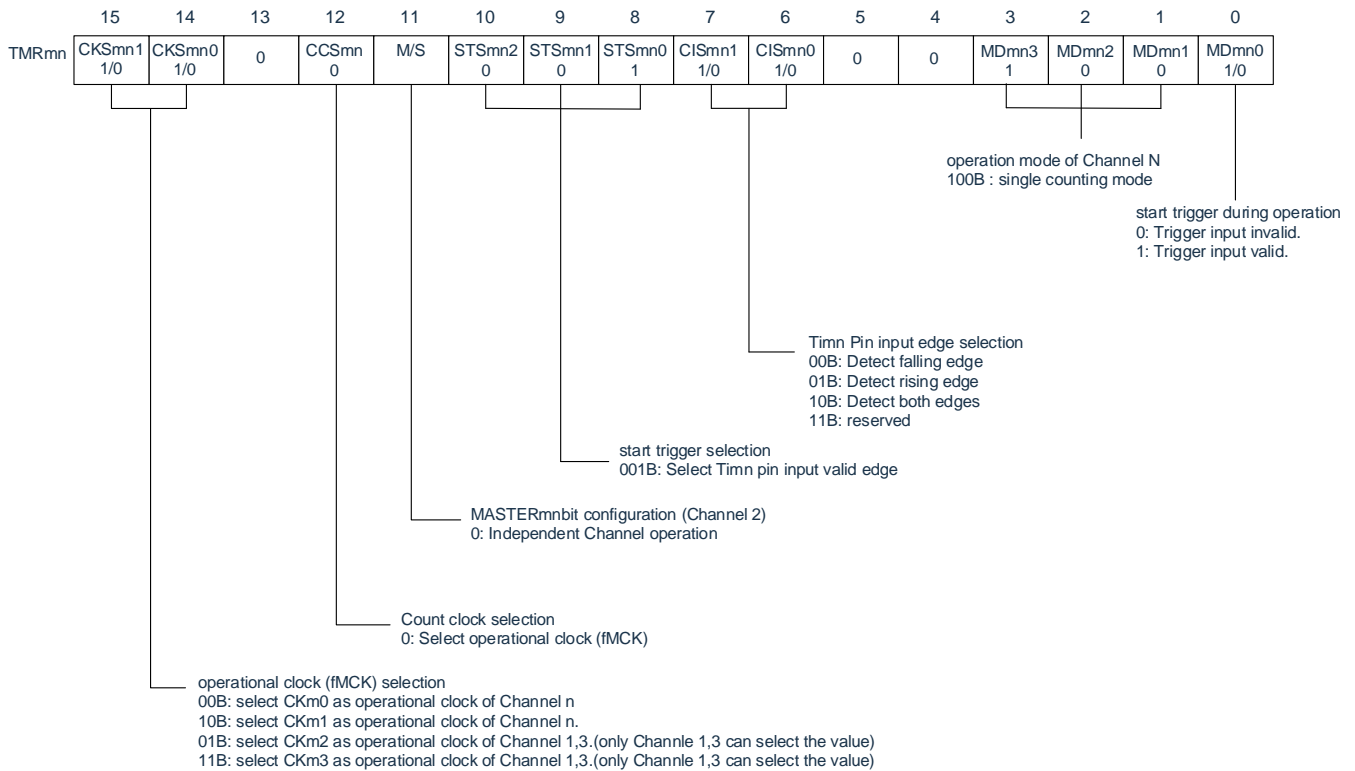 15 14 13 12 11 10 9 8 7 6 5 4 3 2 1 0
TMRmn CKSmn1 CKSmn0 0 CCSmn M/S STSmn2 STSmn1 STSmn0 CISmn1 CISmn0 0 0 MDmn3 MDmn2 MDmn1 MDmn0
1/0 1/0 0 0 0 1 1/0 1/0 1 0 0 1/0
operation mode of Channel N
100B : single counting mode
start trigger during operation
0: Trigger input invalid.
1: Trigger input valid.
Timn Pin input edge selection
00B: Detect falling edge
01B: Detect rising edge
10B: Detect both edges
11B: reserved
start trigger selection
001B: Select Timn pin input valid edge
MASTERmnbit configuration (Channel 2)
0: Independent Channel operation
Count clock selection
0: Select operational clock (fMCK)
operational clock (fMCK) selection
00B: select CKm0 as operational clock of Channel n
10B: select CKm1 as operational clock of Channel n.
01B: select CKm2 as operational clock of Channel 1,3.(only Channle 1,3 can select the value)
11B: select CKm3 as operational clock of Channel 1,3.(only Channle 1,3 can select the value)